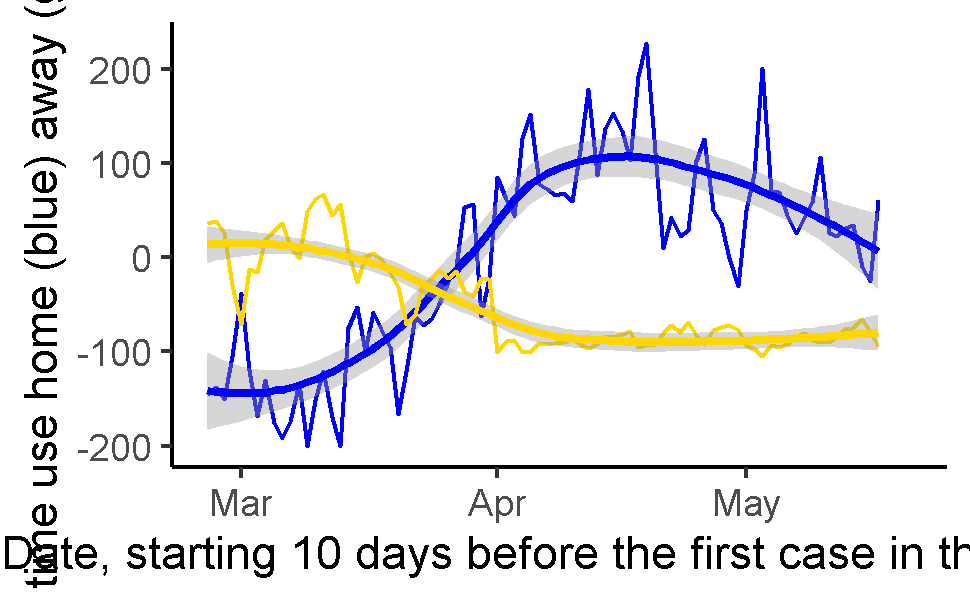 time use home (blue) away (
200
100
0
-100
-200
Mar Apr May
Date, starting 10 days before the first case in th